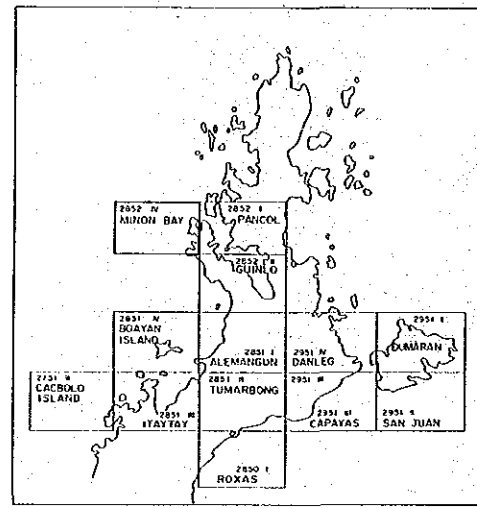 2852 IV
MINON BAY
2852 I
PANCOL
2852 II
GUINLO
2851 IV
BOAYAN
ISLAND
2851 I
ALEMANGUN
2951 IV
DANLEG
2951 I
DUMARAN
2751 II
CACBOLO
ISLAND
2851 III
TAYTAY
2851 II
TUMARBONG
2951 III
2951 III
CAPAYAS
2951 II
SAN JUAN
2850 I
ROXAS